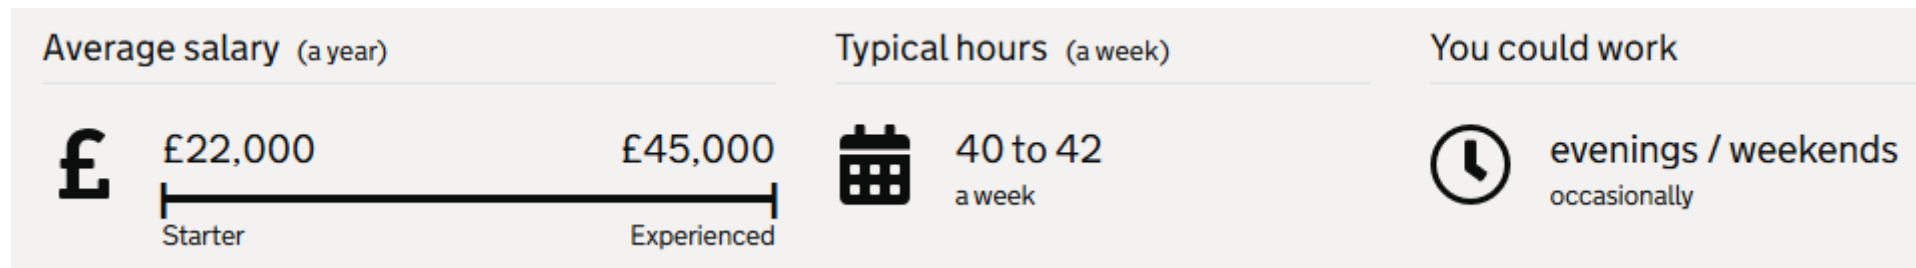 Average salary (a year)
£22,000 £45,000
Starter Experienced
Typical hours (a week)
40 to 42
a week
You could work
evenings / weekends
occasionally